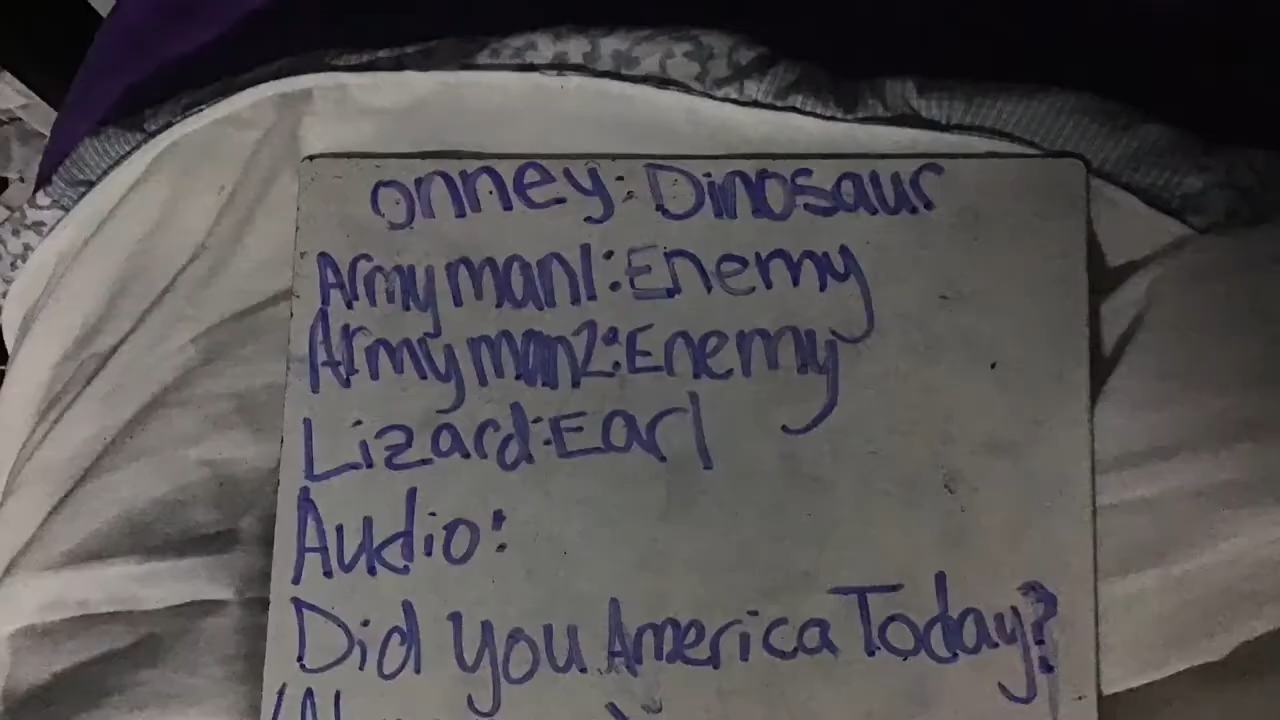 onney: Dinosaur
Armyman1: Enemy
Armyman2: Enemy
Lizard: Earl
Audio:
Did you America Today?